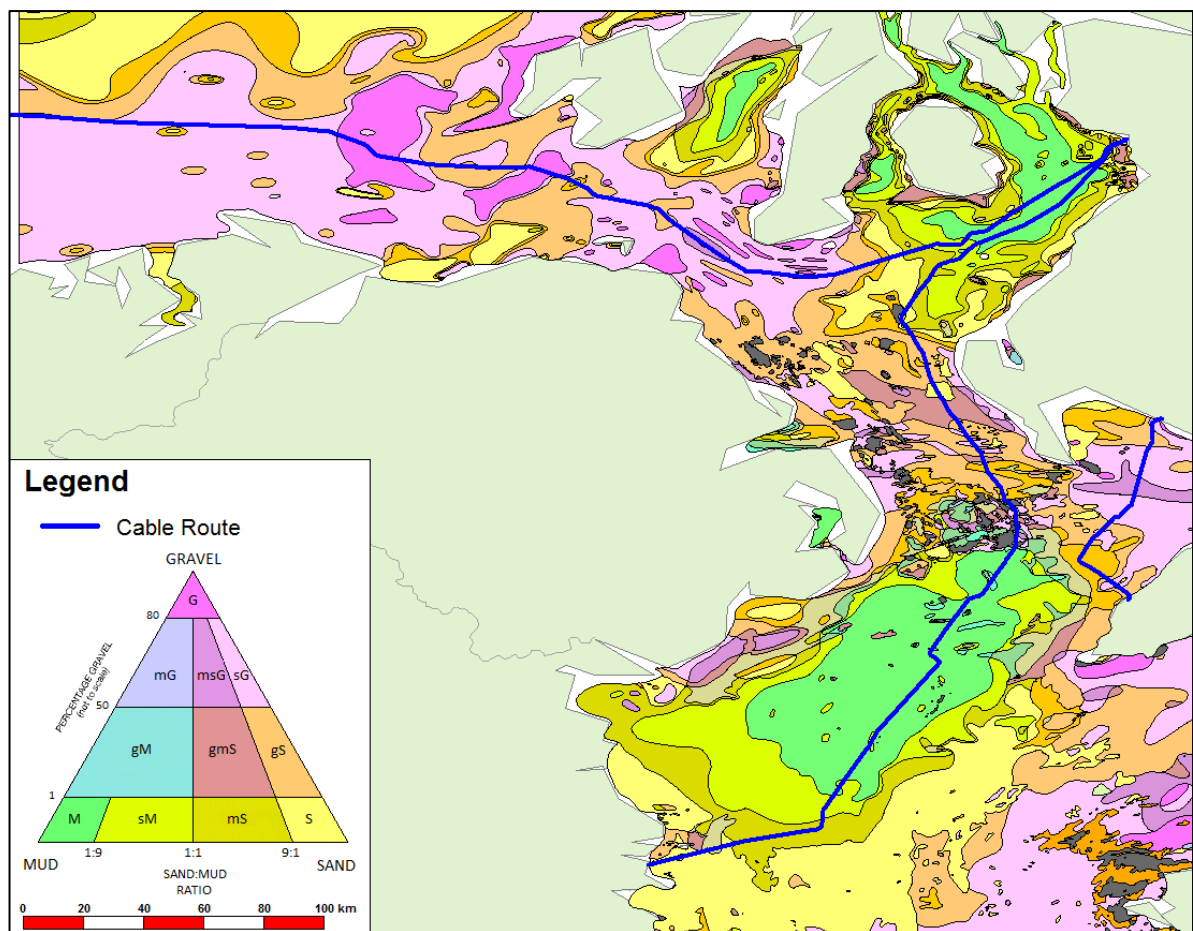 Legend
Cable Route
GRAVEL
G
80
PERCENTAGE GRAVEL
(not to scale)
mG
msG
sG
50
gM
gmS
gS
1
M
sM
mS
S
MUD
1:9
1:1
9:1
SAND
SAND:MUD
RATIO
0 20 40 60 80 100 km